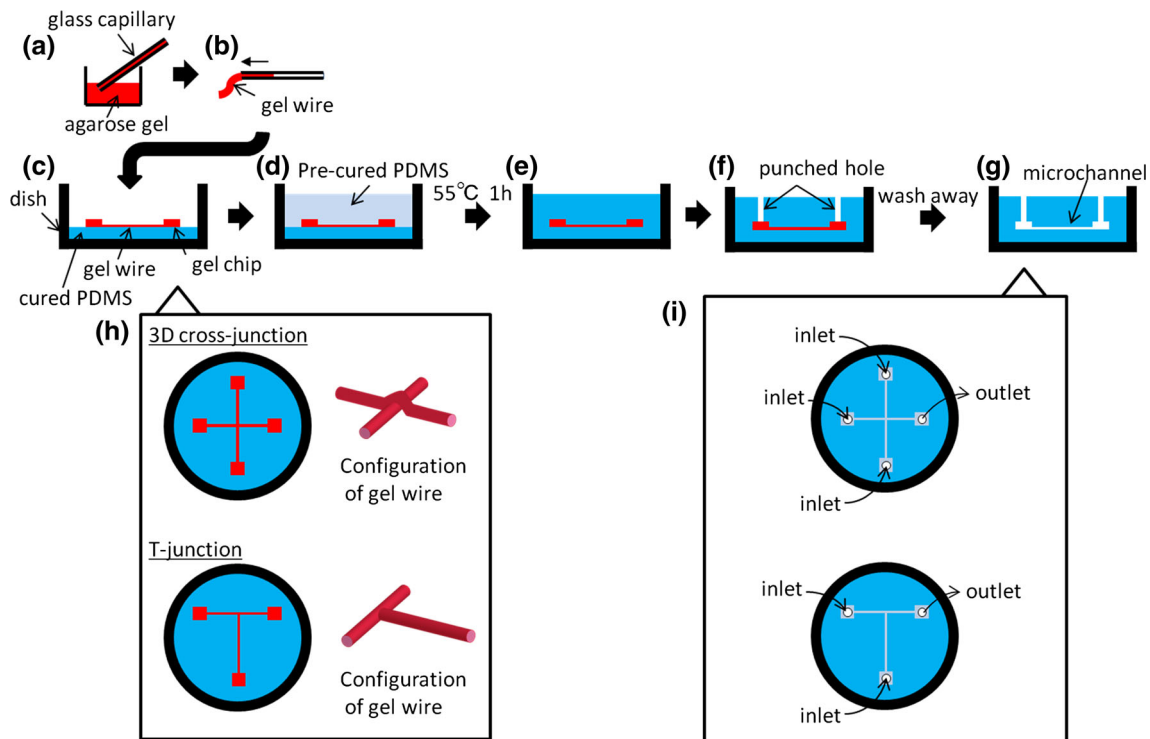 glass capillary
(a)
(b)
gel wire
agarose gel
(c)
(d)
(e)
(f)
(g)
dish
Pre-cured PDMS
55℃ 1h
punched hole
wash away
microchannel
gel wire
gel chip
cured PDMS
(h)
3D cross-junction
Configuration
of gel wire
T-junction
Configuration
of gel wire
(i)
inlet
inlet
outlet
inlet
inlet
outlet
inlet